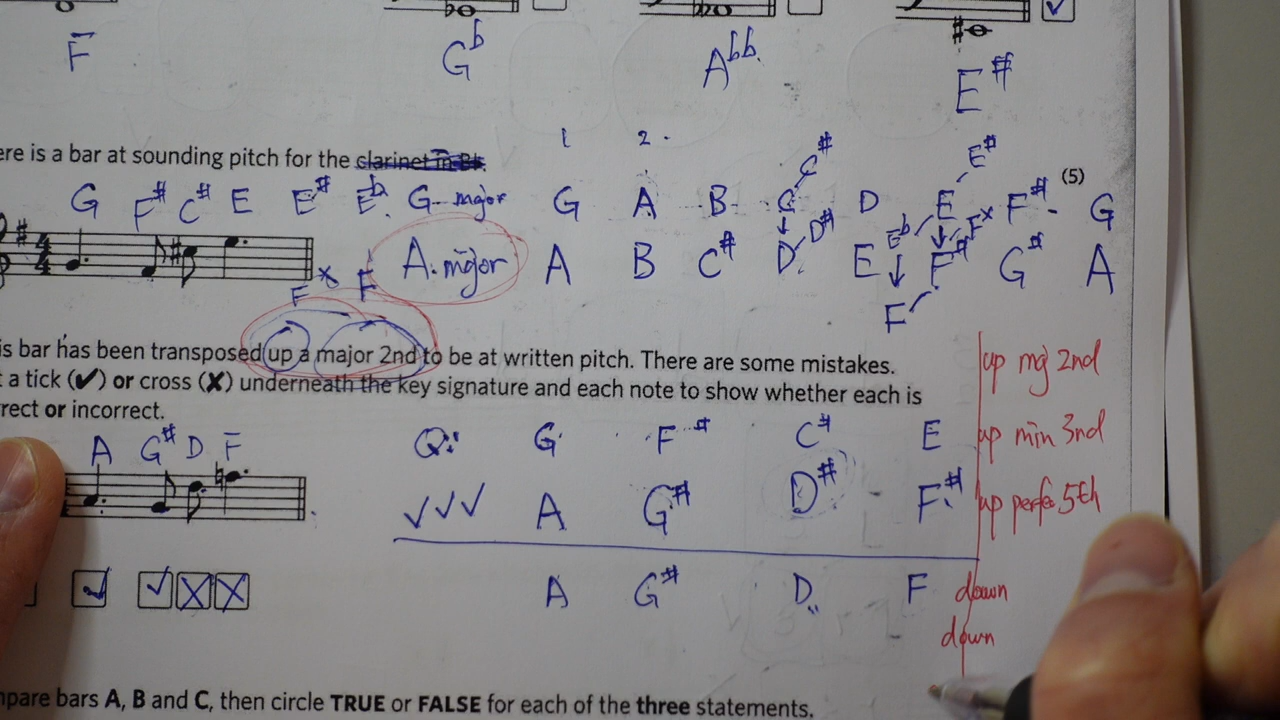 F G♭ A♭♭ E♯
1 2.
ere is a bar at sounding pitch for the clarinet in B♭.
C♯ E♯ (5)
G F♯ C♯ E E♯ E♭ G major G A B C D E F♯ G
E♭ F× D♯
F× F A major A B C♯ D E F♯ G♯ A
F
is bar has been transposed up a major 2nd to be at written pitch. There are some mistakes.
t a tick (✓) or cross (✗) underneath the key signature and each note to show whether each is
rrect or incorrect.
up maj 2nd
A G♯ D F Q: G F♯ C♯ E up min 3nd
✓✓✓ A G♯ D♯ F♯ up perfe 5th
A G♯ D F down
down
mpare bars A, B and C, then circle TRUE or FALSE for each of the three statements.